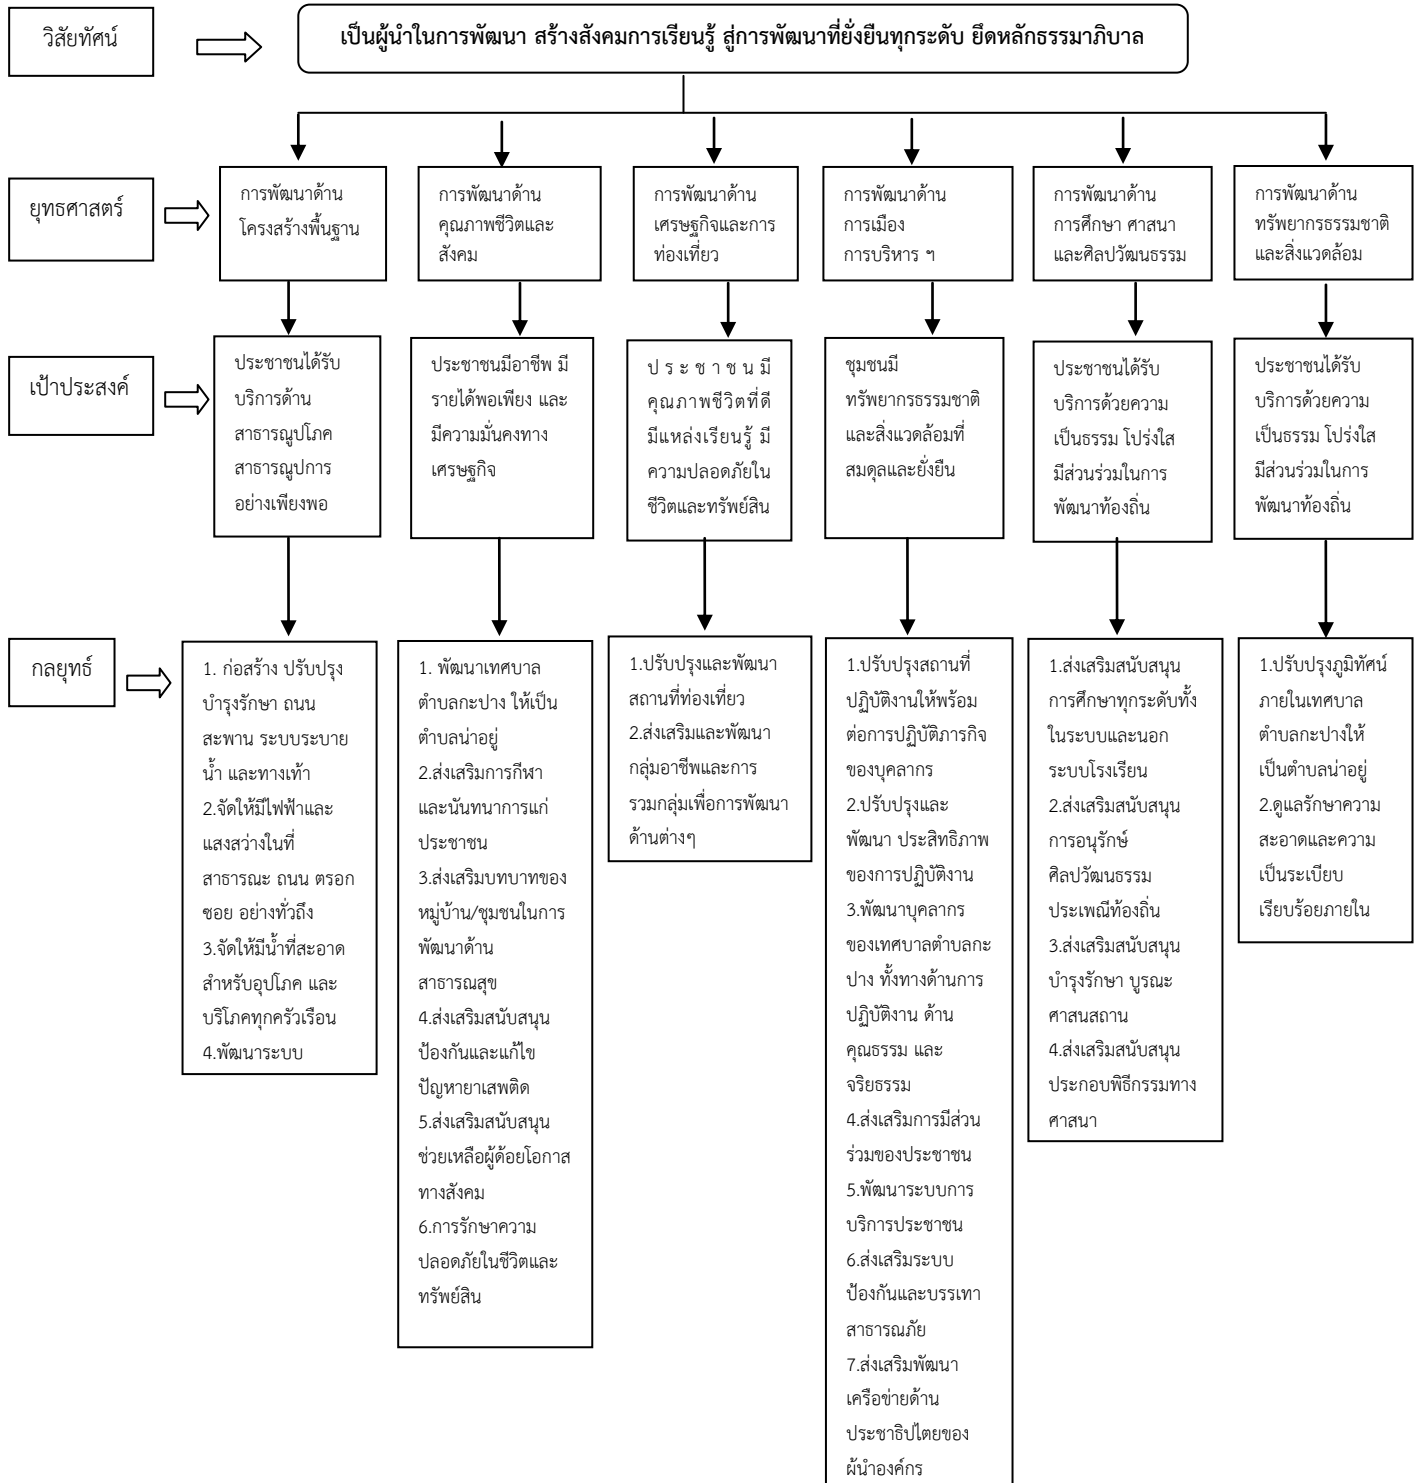 วิสัยทัศน์
เป็นผู้นำในการพัฒนา สร้างสังคมการเรียนรู้ สู่การพัฒนาที่ยั่งยืนทุกระดับ ยึดหลักธรรมาภิบาล
ยุทธศาสตร์
การพัฒนาด้าน
โครงสร้างพื้นฐาน
การพัฒนาด้าน
คุณภาพชีวิตและ
สังคม
การพัฒนาด้าน
เศรษฐกิจและการ
ท่องเที่ยว
การพัฒนาด้าน
การเมือง
การบริหาร ฯ
การพัฒนาด้าน
การศึกษา ศาสนา
และศิลปวัฒนธรรม
การพัฒนาด้าน
ทรัพยากรธรรมชาติ
และสิ่งแวดล้อม
เป้าประสงค์
ประชาชนได้รับ
บริการด้าน
สาธารณูปโภค
สาธารณูปการ
อย่างเพียงพอ
ประชาชนมีอาชีพ มี
รายได้พอเพียง และ
มีความมั่นคงทาง
เศรษฐกิจ
ประชาชนมี
คุณภาพชีวิตที่ดี
มีแหล่งเรียนรู้ มี
ความปลอดภัยใน
ชีวิตและทรัพย์สิน
ชุมชนมี
ทรัพยากรธรรมชาติ
และสิ่งแวดล้อมที่
สมดุลและยั่งยืน
ประชาชนได้รับ
บริการด้วยความ
เป็นธรรม โปร่งใส
มีส่วนร่วมในการ
พัฒนาท้องถิ่น
ประชาชนได้รับ
บริการด้วยความ
เป็นธรรม โปร่งใส
มีส่วนร่วมในการ
พัฒนาท้องถิ่น
กลยุทธ์
1. ก่อสร้าง ปรับปรุง
บำรุงรักษา ถนน
สะพาน ระบบระบาย
น้ำ และทางเท้า
2.จัดให้มีไฟฟ้าและ
แสงสว่างในที่
สาธารณะ ถนน ตรอก
ซอย อย่างทั่วถึง
3.จัดให้มีน้ำที่สะอาด
สำหรับอุปโภค และ
บริโภคทุกครัวเรือน
4.พัฒนาระบบ
1. พัฒนาเทศบาล
ตำบลกะปาง ให้เป็น
ตำบลน่าอยู่
2.ส่งเสริมการกีฬา
และนันทนาการแก่
ประชาชน
3.ส่งเสริมบทบาทของ
หมู่บ้าน/ชุมชนในการ
พัฒนาด้าน
สาธารณสุข
4.ส่งเสริมสนับสนุน
ป้องกันและแก้ไข
ปัญหายาเสพติด
5.ส่งเสริมสนับสนุน
ช่วยเหลือผู้ด้อยโอกาส
ทางสังคม
6.การรักษาความ
ปลอดภัยในชีวิตและ
ทรัพย์สิน
1.ปรับปรุงและพัฒนา
สถานที่ท่องเที่ยว
2.ส่งเสริมและพัฒนา
กลุ่มอาชีพและการ
รวมกลุ่มเพื่อการพัฒนา
ด้านต่างๆ
1.ปรับปรุงสถานที่
ปฏิบัติงานให้พร้อม
ต่อการปฏิบัติภารกิจ
ของบุคลากร
2.ปรับปรุงและ
พัฒนา ประสิทธิภาพ
ของการปฏิบัติงาน
3.พัฒนาบุคลากร
ของเทศบาลตำบลกะ
ปาง ทั้งทางด้านการ
ปฏิบัติงาน ด้าน
คุณธรรม และ
จริยธรรม
4.ส่งเสริมการมีส่วน
ร่วมของประชาชน
5.พัฒนาระบบการ
บริการประชาชน
6.ส่งเสริมระบบ
ป้องกันและบรรเทา
สาธารณภัย
7.ส่งเสริมพัฒนา
เครือข่ายด้าน
ประชาธิปไตยของ
ผู้นำองค์กร
1.ส่งเสริมสนับสนุน
การศึกษาทุกระดับทั้ง
ในระบบและนอก
ระบบโรงเรียน
2.ส่งเสริมสนับสนุน
การอนุรักษ์
ศิลปวัฒนธรรม
ประเพณีท้องถิ่น
3.ส่งเสริมสนับสนุน
บำรุงรักษา บูรณะ
ศาสนสถาน
4.ส่งเสริมสนับสนุน
ประกอบพิธีกรรมทาง
ศาสนา
1.ปรับปรุงภูมิทัศน์
ภายในเทศบาล
ตำบลกะปางให้
เป็นตำบลน่าอยู่
2.ดูแลรักษาความ
สะอาดและความ
เป็นระเบียบ
เรียบร้อยภายใน